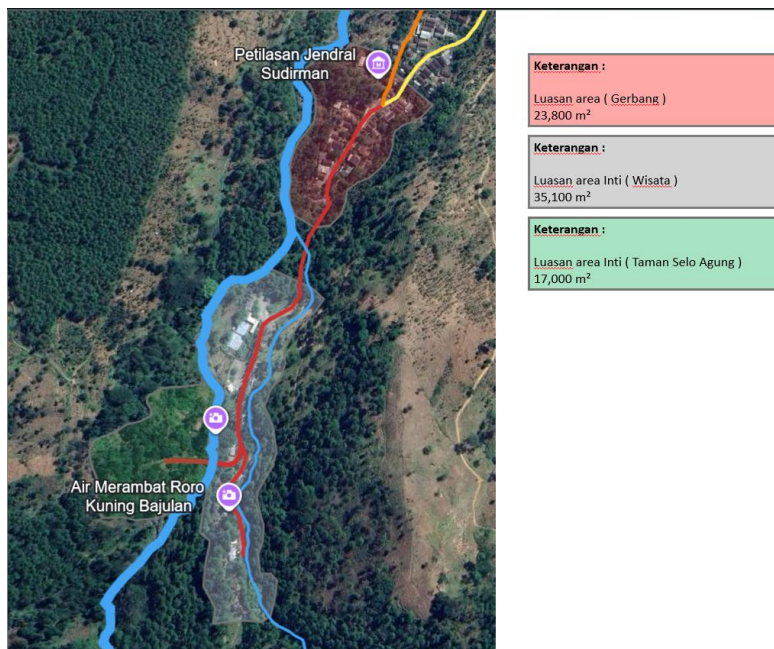 Petilasan Jendral
Sudirman
Air Merambat Roro
Kuning Bajulan
Keterangan :
Luasan area ( Gerbang )
23,800 m²
Keterangan :
Luasan area Inti ( Wisata )
35,100 m²
Keterangan :
Luasan area Inti ( Taman Selo Agung )
17,000 m²